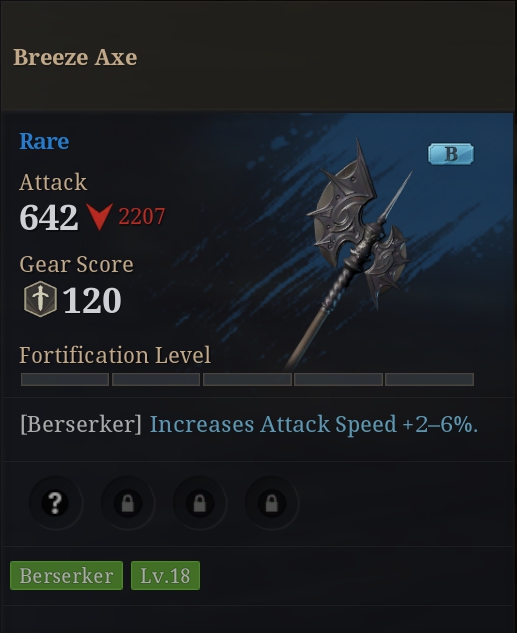 Breeze Axe
Rare
B
Attack
642 2207
Gear Score
120
Fortification Level
[Berserker] Increases Attack Speed +2–6%.
?
Berserker Lv.18